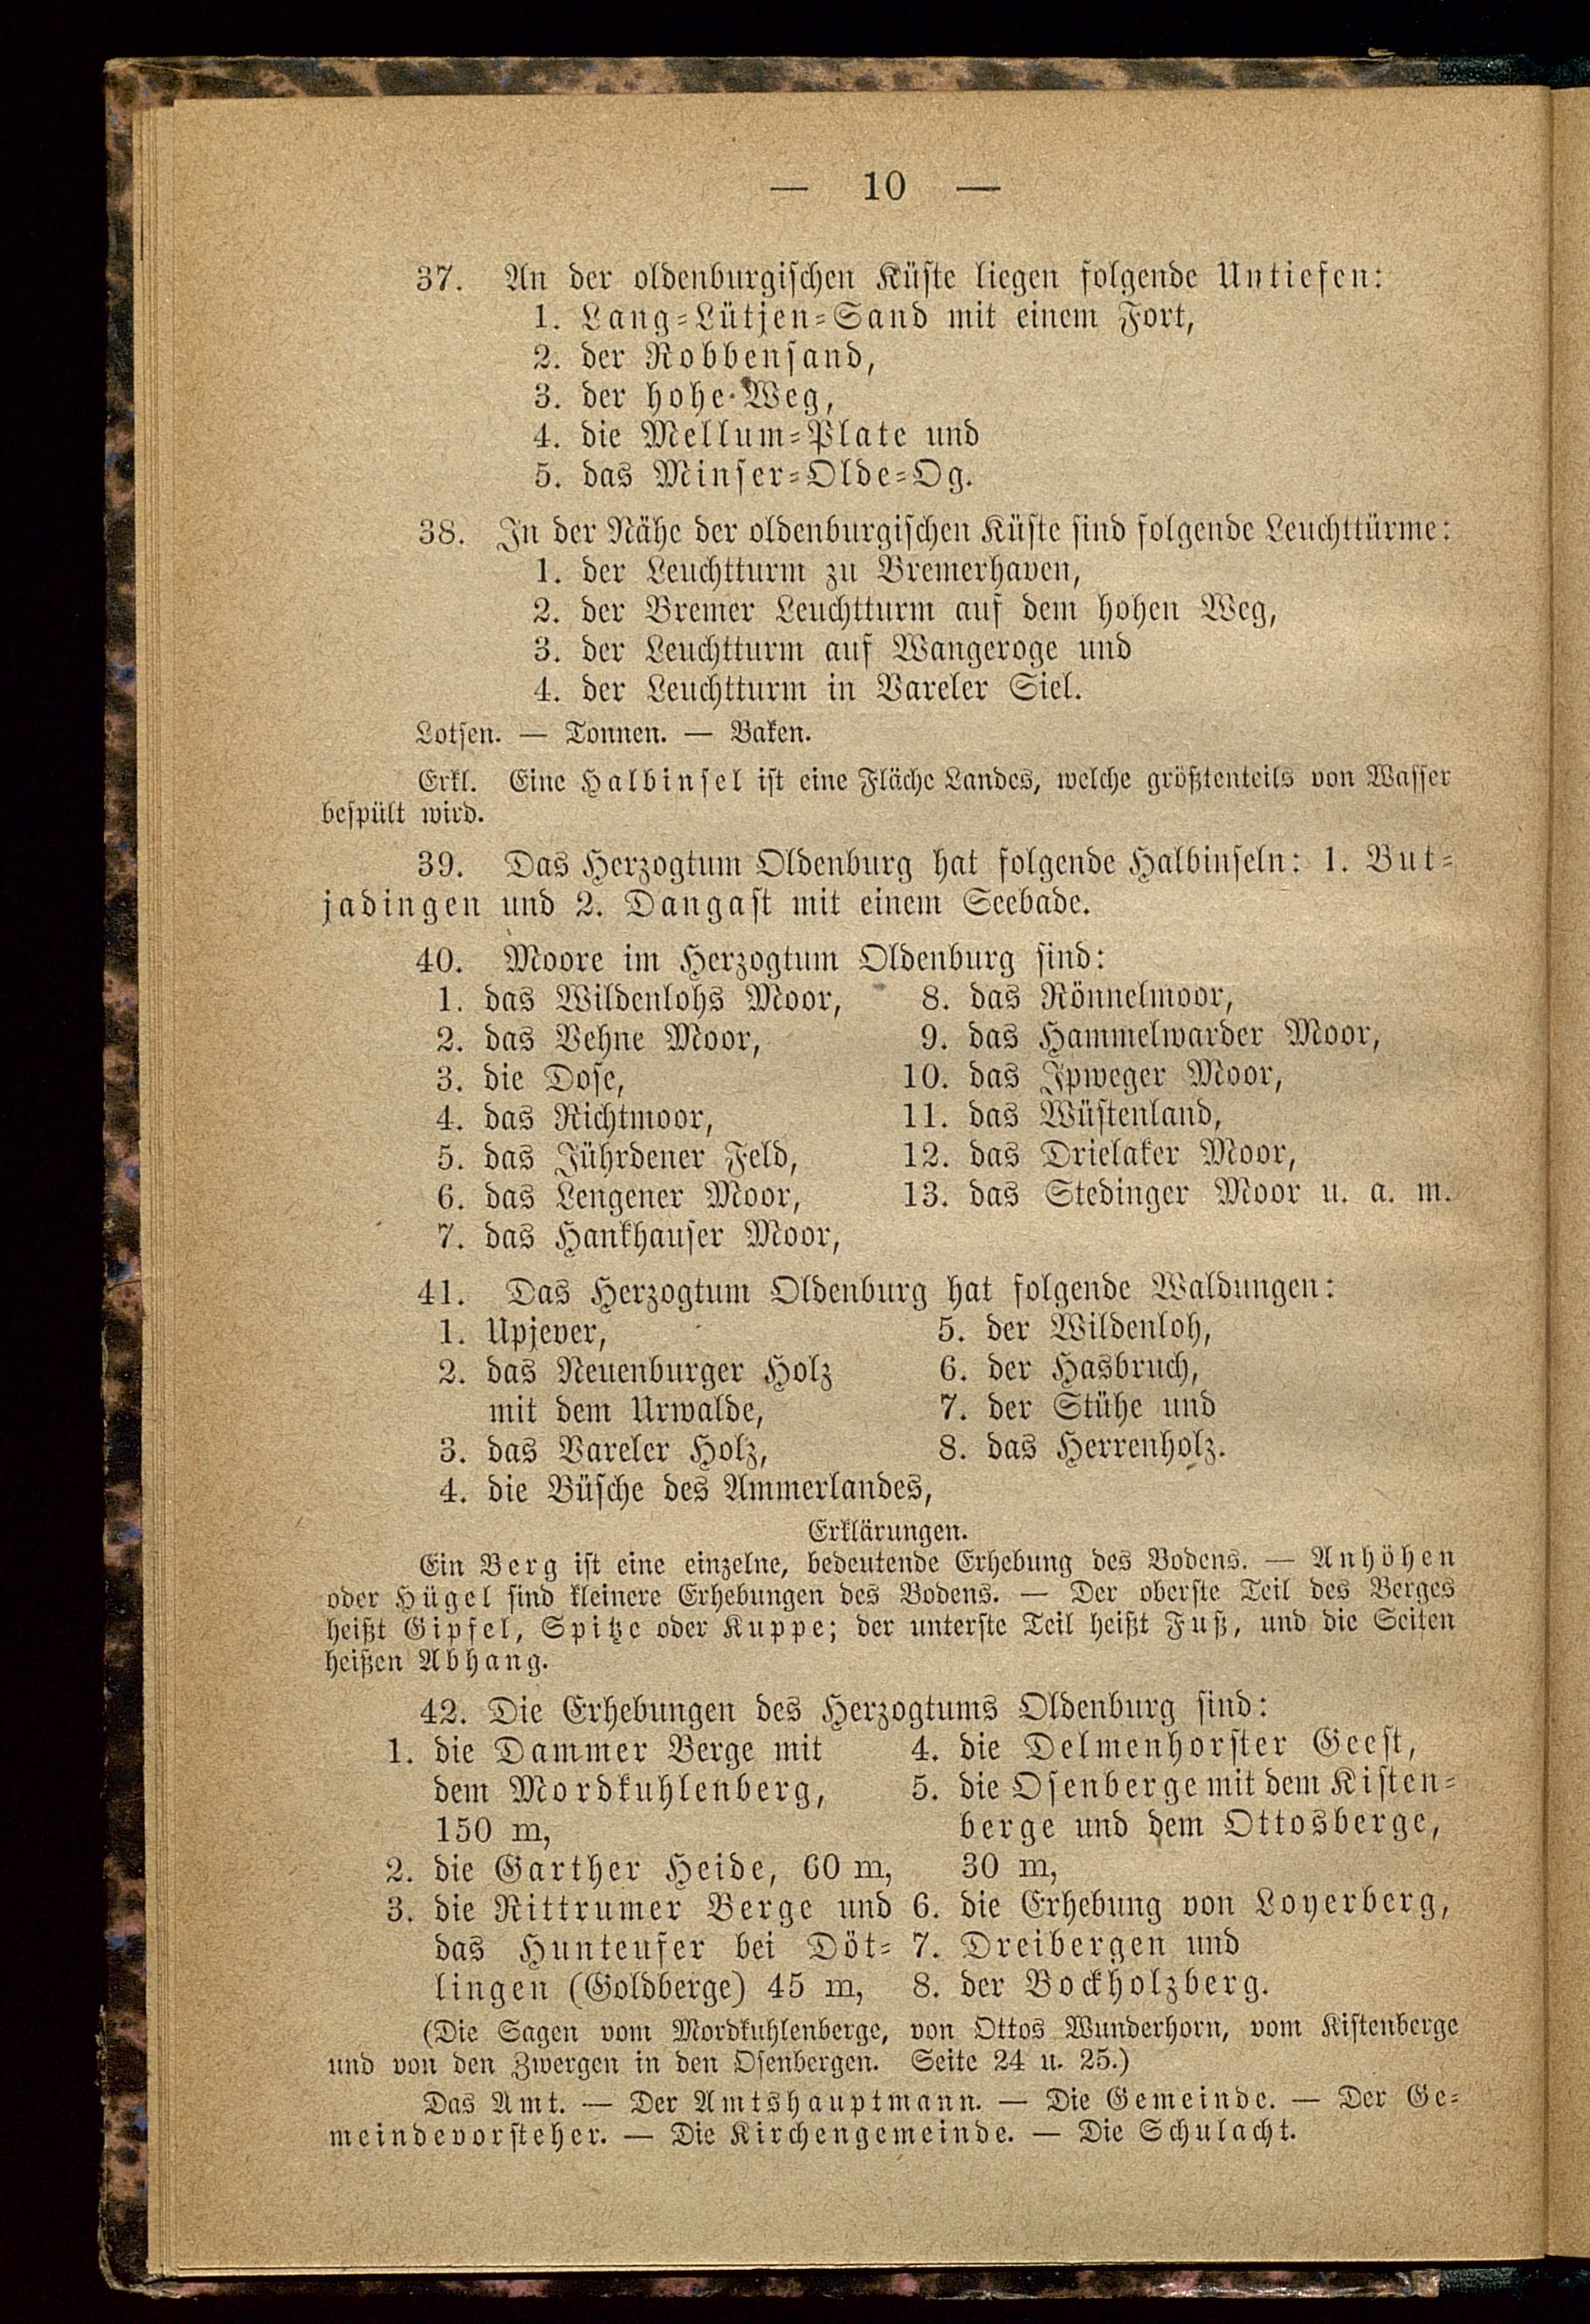 — 10 —
37. An der oldenburgischen Küste liegen folgende Untiefen:
1. Lang-Lütjen-Sand mit einem Fort,
2. der Robbensand,
3. der hohe Weg,
4. die Mellum-Plate und
5. das Minser-Olde-Og.
38. In der Nähe der oldenburgischen Küste sind folgende Leuchttürme:
1. der Leuchtturm zu Bremerhaven,
2. der Bremer Leuchtturm auf dem hohen Weg,
3. der Leuchtturm auf Wangeroge und
4. der Leuchtturm in Vareler Siel.
Lotsen. — Tonnen. — Baken.
Erkl. Eine Halbinsel ist eine Fläche Landes, welche größtenteils von Wasser
bespült wird.
39. Das Herzogtum Oldenburg hat folgende Halbinseln: 1. But-
jadingen und 2. Dangast mit einem Seebade.
40. Moore im Herzogtum Oldenburg sind:
1. das Wildenlohs Moor,
2. das Vehne Moor,
3. die Dose,
4. das Richtmoor,
5. das Jührdener Feld,
6. das Lengener Moor,
7. das Hankhauser Moor,
8. das Rönnelmoor,
9. das Hammelwarder Moor,
10. das Ipweger Moor,
11. das Wüstenland,
12. das Drielaker Moor,
13. das Stedinger Moor u. a. m.
41. Das Herzogtum Oldenburg hat folgende Waldungen:
1. Upjever,
2. das Neuenburger Holz
mit dem Urwalde,
3. das Vareler Holz,
4. die Büsche des Ammerlandes,
5. der Wildenloh,
6. der Hasbruch,
7. der Stühe und
8. das Herrenholz.
Erklärungen.
Ein Berg ist eine einzelne, bedeutende Erhebung des Bodens. — Anhöhen
oder Hügel sind kleinere Erhebungen des Bodens. — Der oberste Teil des Berges
heißt Gipfel, Spitze oder Kuppe; der unterste Teil heißt Fuß, und die Seiten
heißen Abhang.
42. Die Erhebungen des Herzogtums Oldenburg sind:
1. die Dammer Berge mit
dem Mordkuhlenberg,
150 m,
2. die Garther Heide, 60 m,
3. die Rittrumer Berge und
das Hunteufer bei Döt-
lingen (Goldberge) 45 m,
4. die Delmenhorster Geest,
5. die Osenberge mit dem Kisten-
berge und dem Ottosberge,
30 m,
6. die Erhebung von Loyerberg,
7. Dreibergen und
8. der Bockholzberg.
(Die Sagen vom Mordkuhlenberge, von Ottos Wunderhorn, vom Kistenberge
und von den Zwergen in den Osenbergen. Seite 24 u. 25.)
Das Amt. — Der Amtshauptmann. — Die Gemeinde. — Der Ge-
meindevorsteher. — Die Kirchengemeinde. — Die Schulacht.